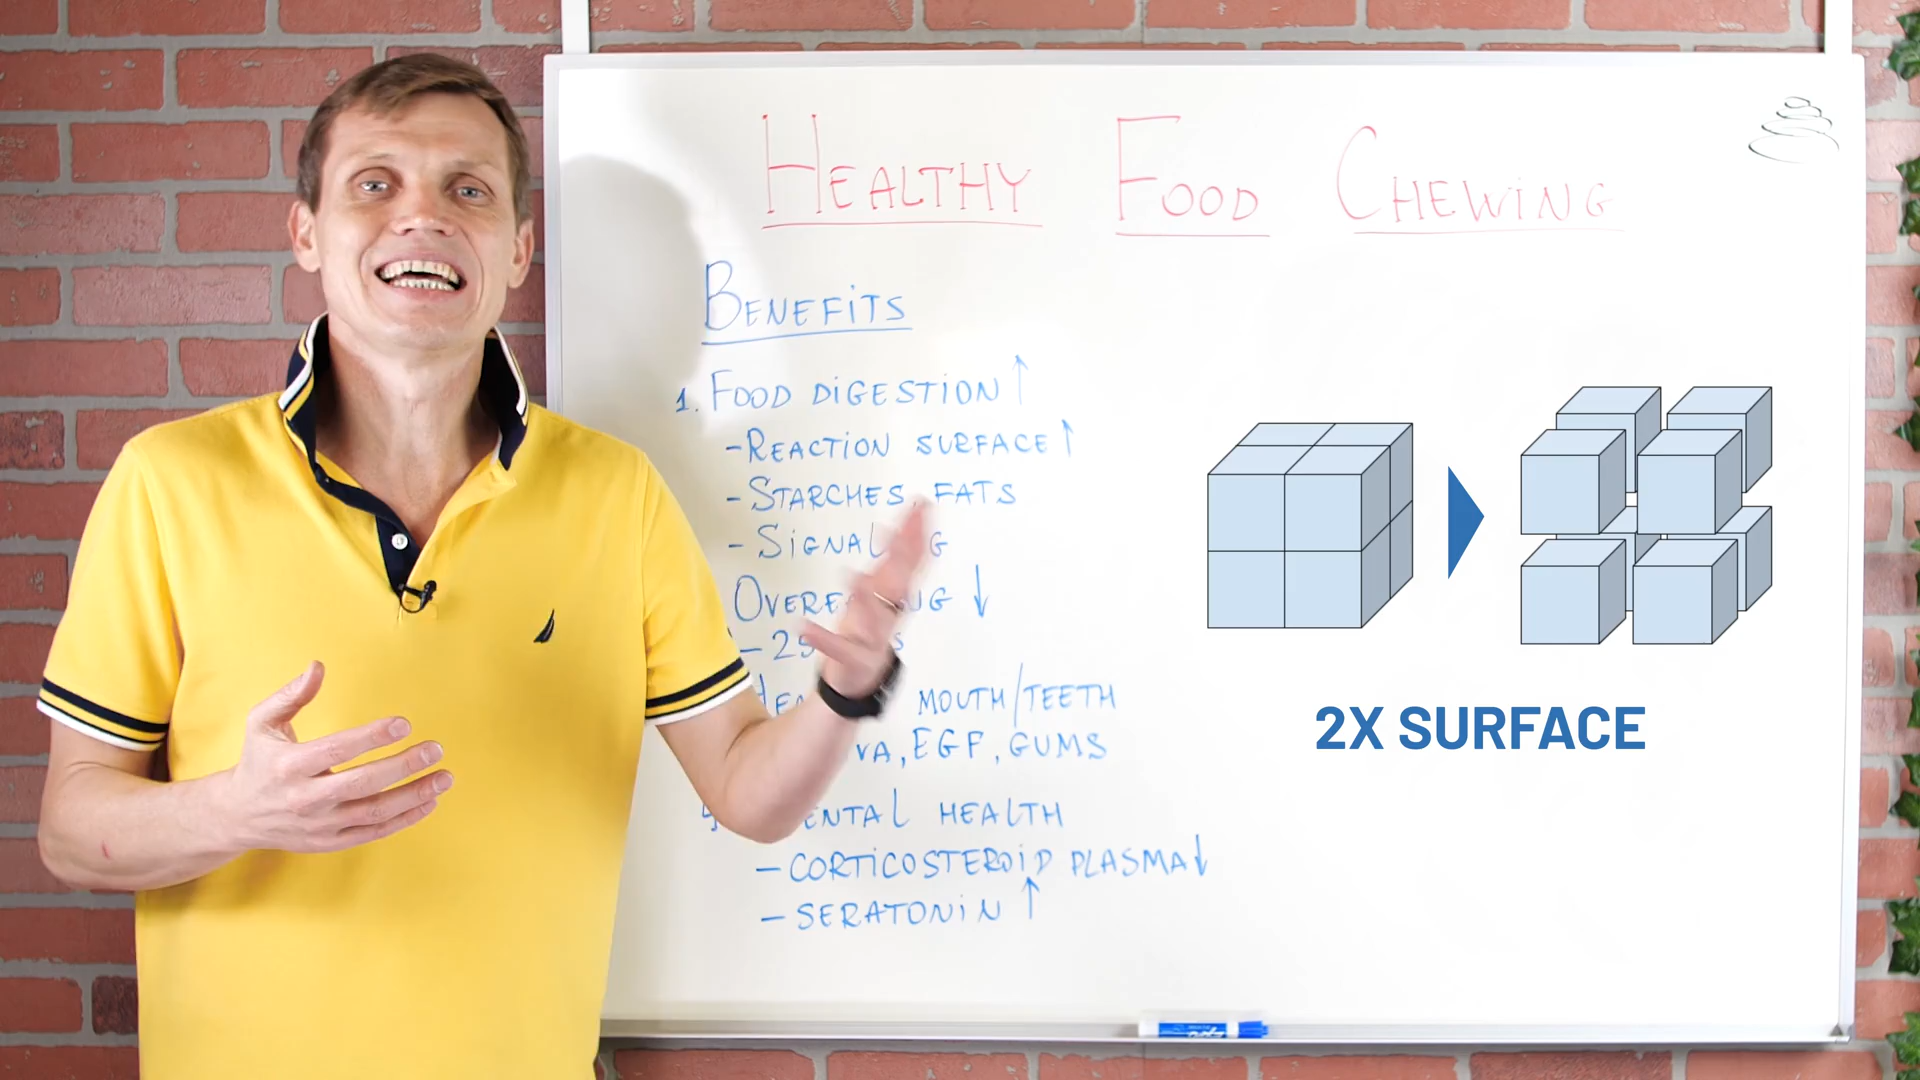 HEALTHY FOOD CHEWING
BENEFITS
1. FOOD DIGESTION ↑
- REACTION SURFACE ↑
- STARCHES, FATS
-
↓
-
MOUTH/TEETH
, EGF, GUMS
HEALTH
- CORTICOSTEROID PLASMA ↓
- SERATONIN ↑
2X SURFACE